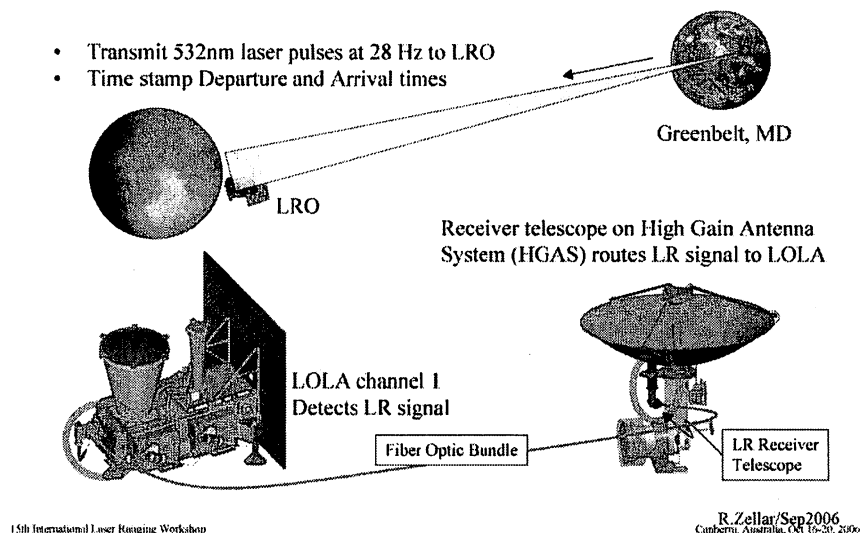 • Transmit 532nm laser pulses at 28 Hz to LRO
• Time stamp Departure and Arrival times
Greenbelt, MD
LRO
Receiver telescope on High Gain Antenna
System (HGAS) routes LR signal to LOLA
LOLA channel 1
Detects LR signal
Fiber Optic Bundle
LR Receiver
Telescope
R.Zellar/Sep2006
15th International Laser Ranging Workshop
Canberra, Australia, Oct 16-20, 2006